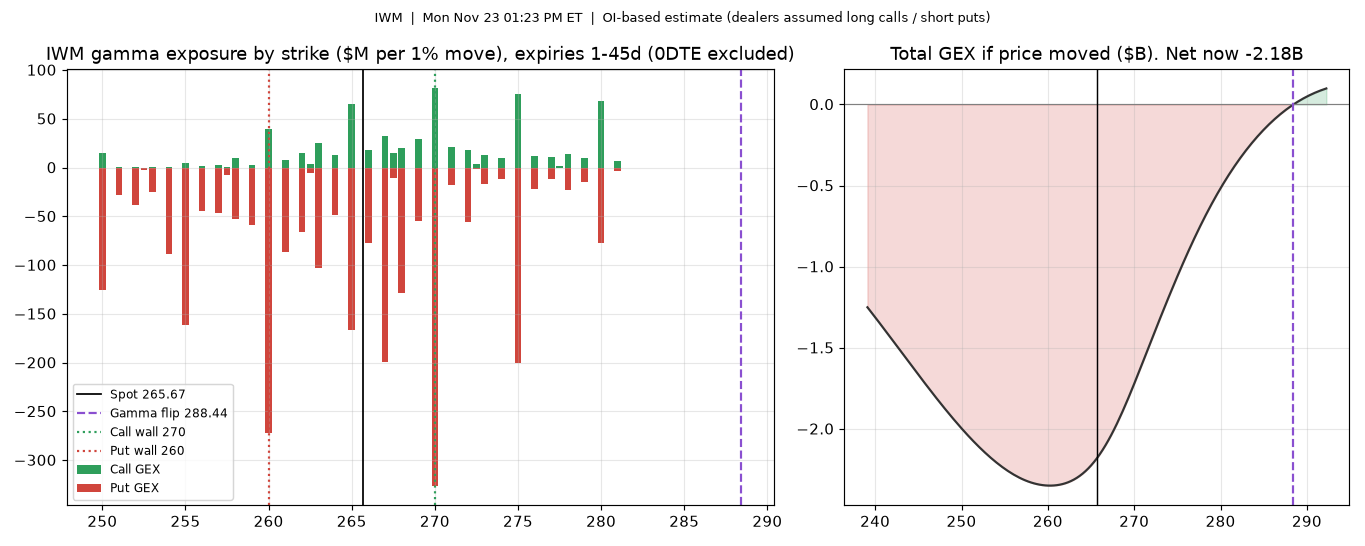 IWM | Mon Nov 23 01:23 PM ET | OI-based estimate (dealers assumed long calls / short puts)
IWM gamma exposure by strike ($M per 1% move), expiries 1-45d (0DTE excluded)
100
50
0
−50
−100
−150
−200
−250
−300
Spot 265.67
Gamma flip 288.44
Call wall 270
Put wall 260
Call GEX
Put GEX
250 255 260 265 270 275 280 285 290
Total GEX if price moved ($B). Net now -2.18B
0.0
−0.5
−1.0
−1.5
−2.0
240 250 260 270 280 290